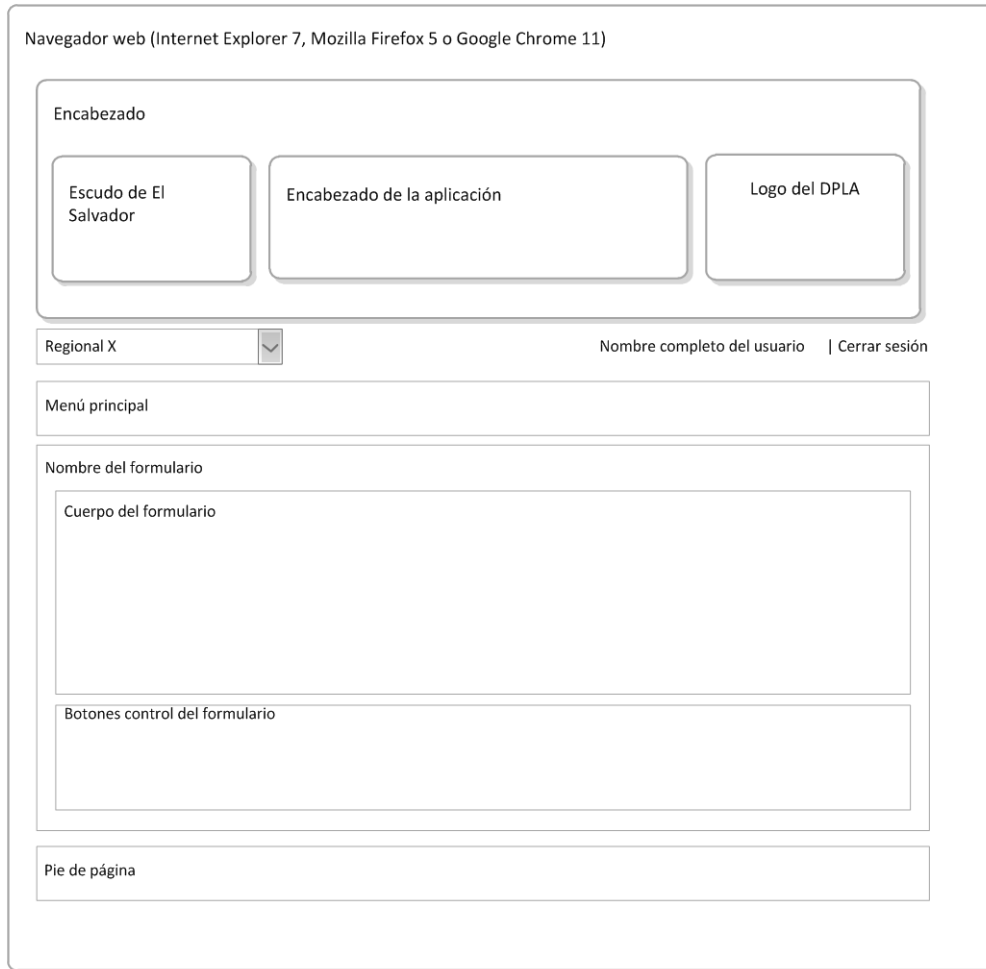 Navegador web (Internet Explorer 7, Mozilla Firefox 5 o Google Chrome 11)
Encabezado
Escudo de El
Salvador
Encabezado de la aplicación
Logo del DPLA
Regional X
Nombre completo del usuario | Cerrar sesión
Menú principal
Nombre del formulario
Cuerpo del formulario
Botones control del formulario
Pie de página